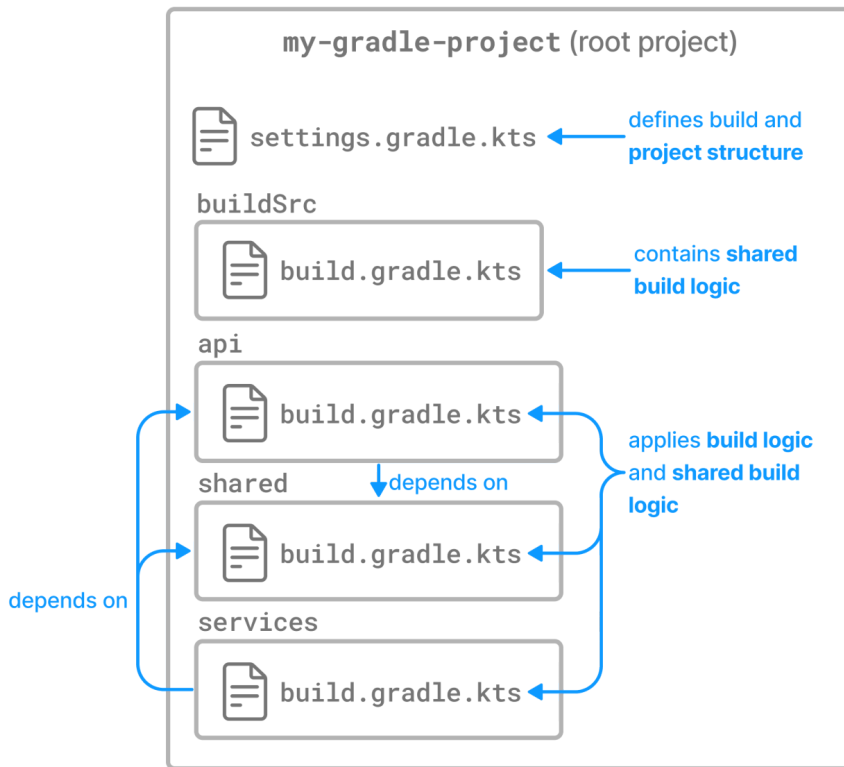 my-gradle-project (root project)
settings.gradle.kts
defines build and
project structure
buildSrc
build.gradle.kts
contains shared
build logic
api
build.gradle.kts
applies build logic
and shared build
logic
depends on
shared
build.gradle.kts
depends on
services
build.gradle.kts